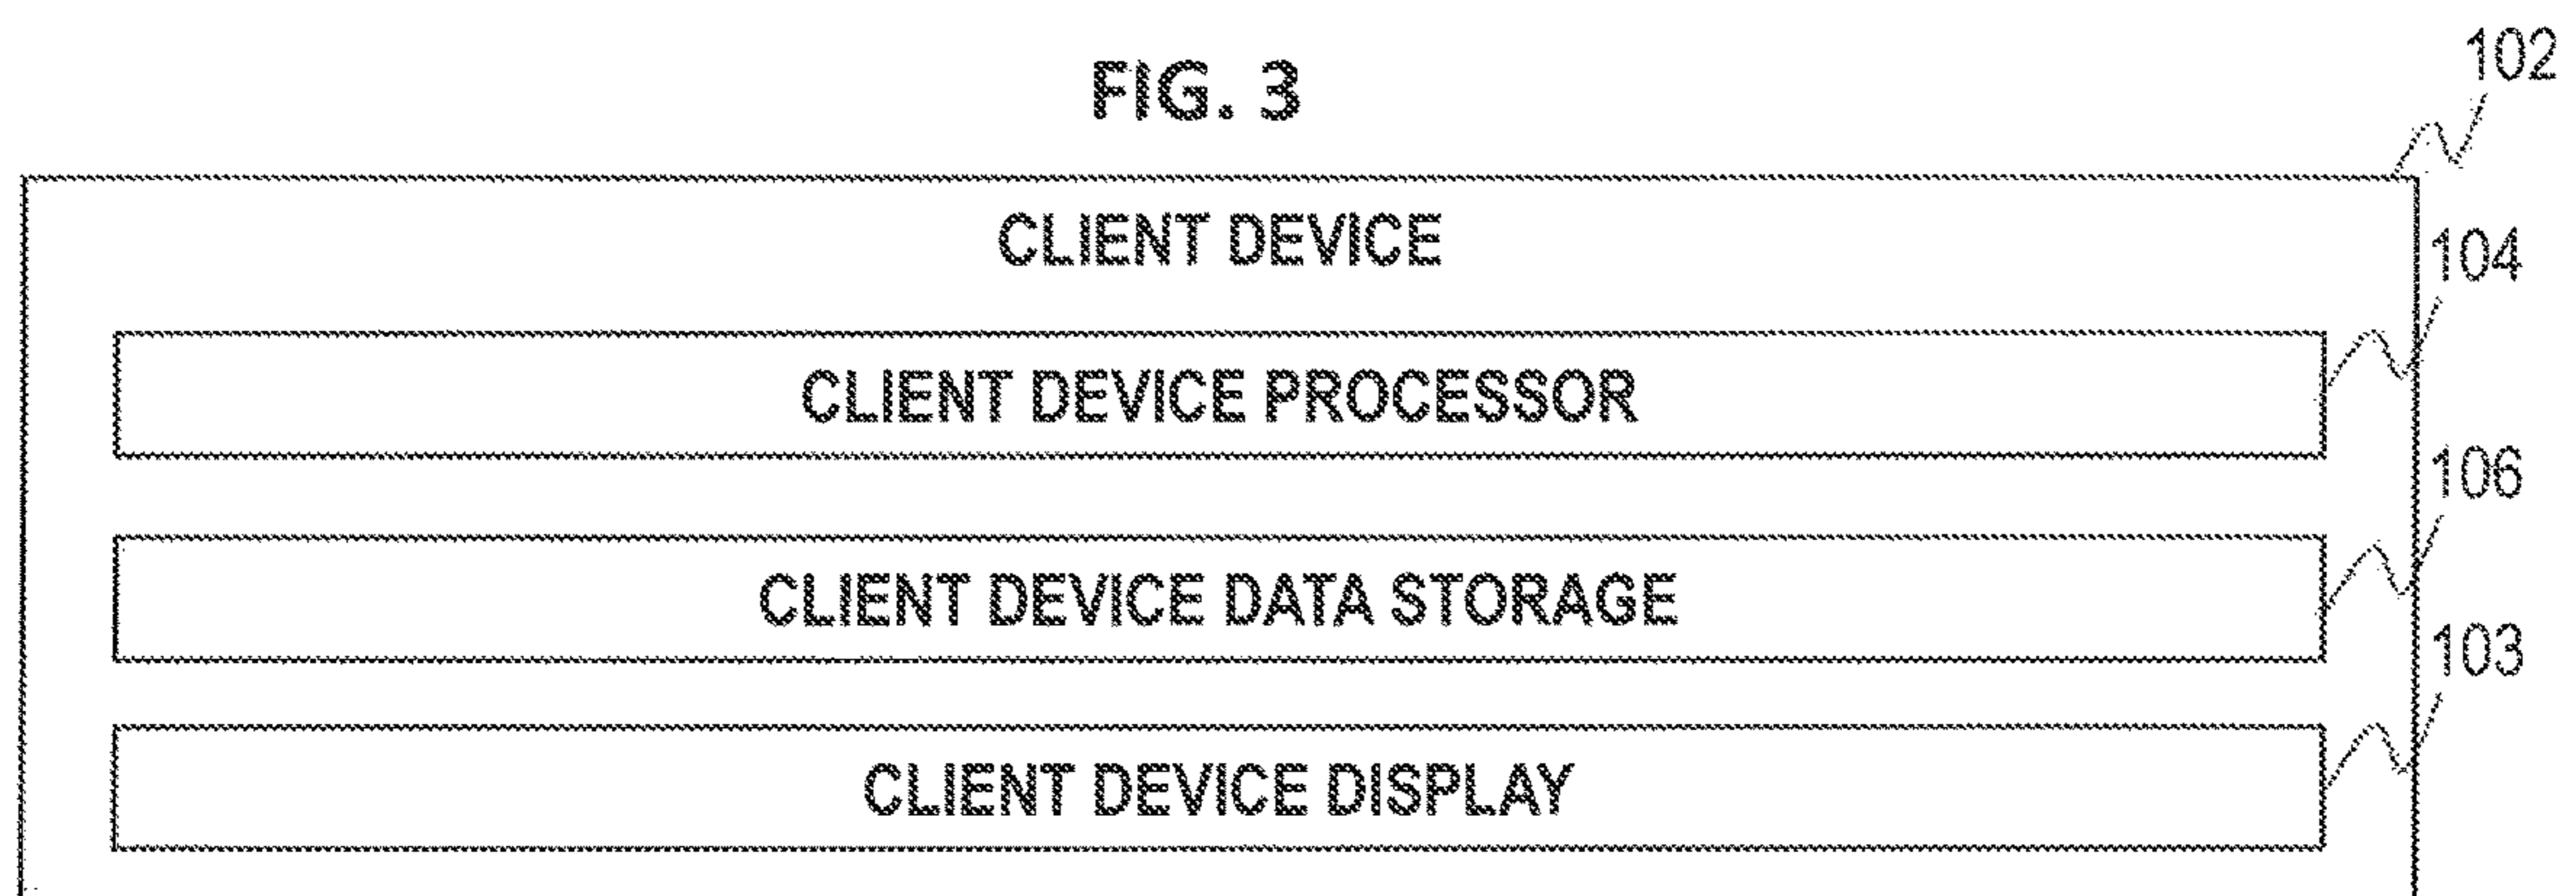 FIG. 3
102
CLIENT DEVICE
104
CLIENT DEVICE PROCESSOR
106
CLIENT DEVICE DATA STORAGE
103
CLIENT DEVICE DISPLAY